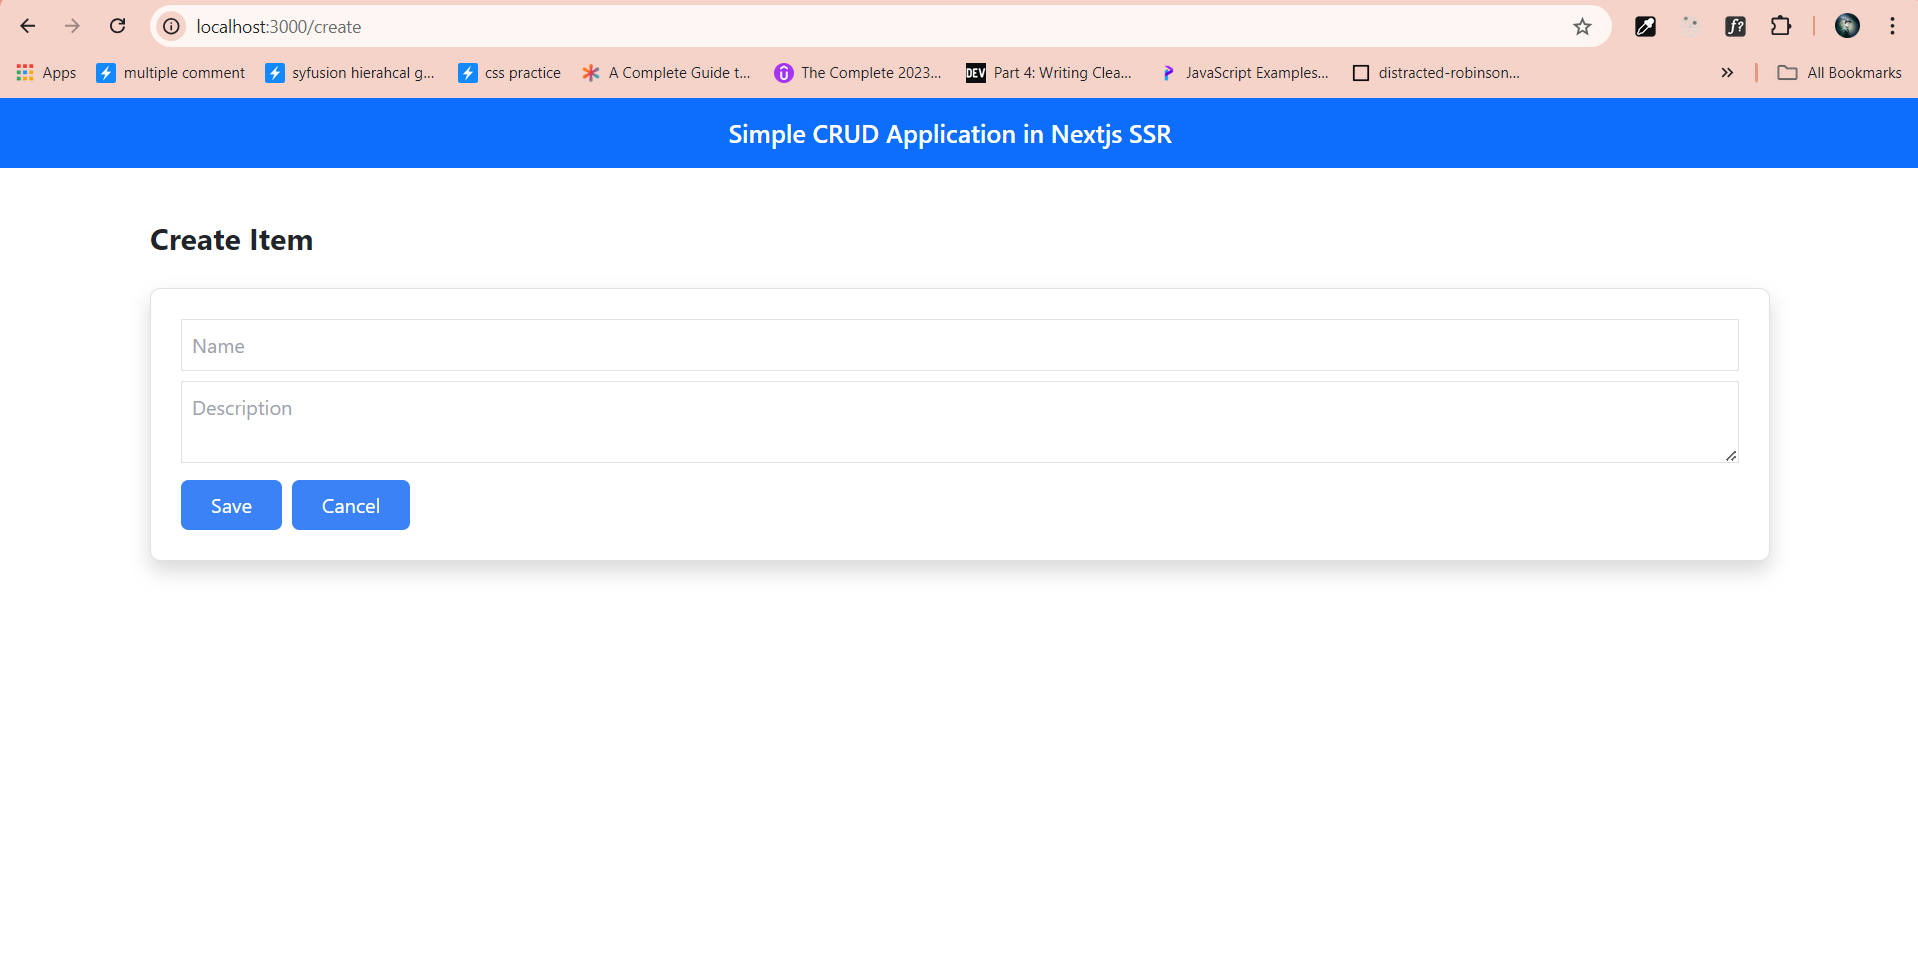 localhost:3000/create
f?
Apps multiple comment syfusion hierahcal g... css practice A Complete Guide t... The Complete 2023... DEV Part 4: Writing Clea... JavaScript Examples... distracted-robinson... » All Bookmarks
Simple CRUD Application in Nextjs SSR
Create Item
Name
Description
Save Cancel